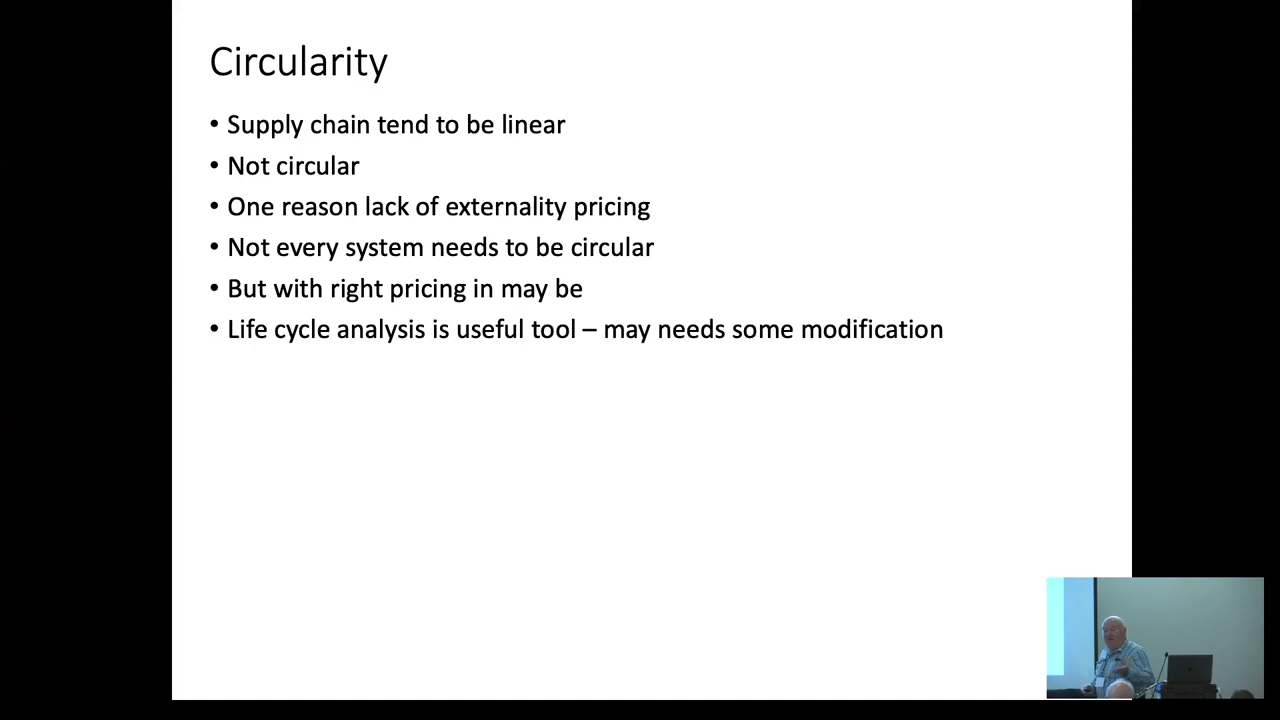 Circularity
• Supply chain tend to be linear
• Not circular
• One reason lack of externality pricing
• Not every system needs to be circular
• But with right pricing in may be
• Life cycle analysis is useful tool – may needs some modification